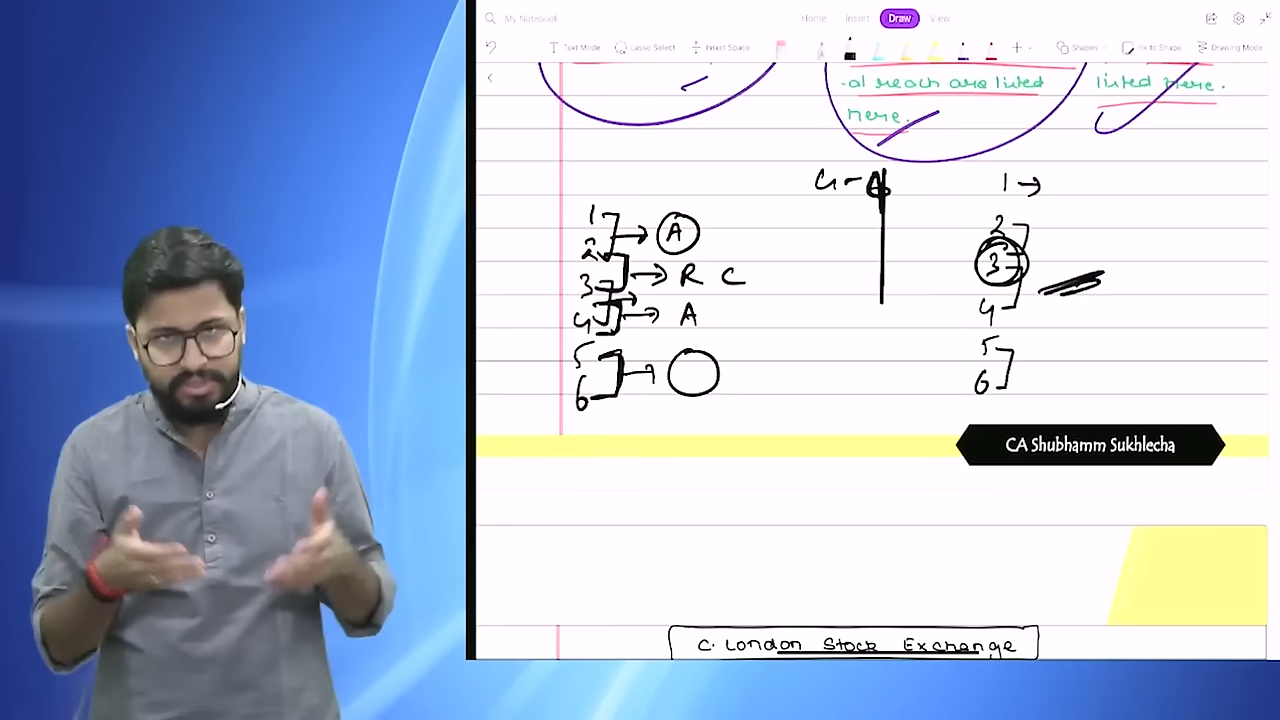 My Notebook
Home Insert Draw View
Text Mode Lasso Select Insert Space Shapes Ink to Shape Drawing Mode
al reach are listed
here.
listed here.
1 →
1
2 → A
3 → R C
4 → A
5
6 →
2
3
4
5
6
CA Shubhamm Sukhlecha
C. London Stock Exchange